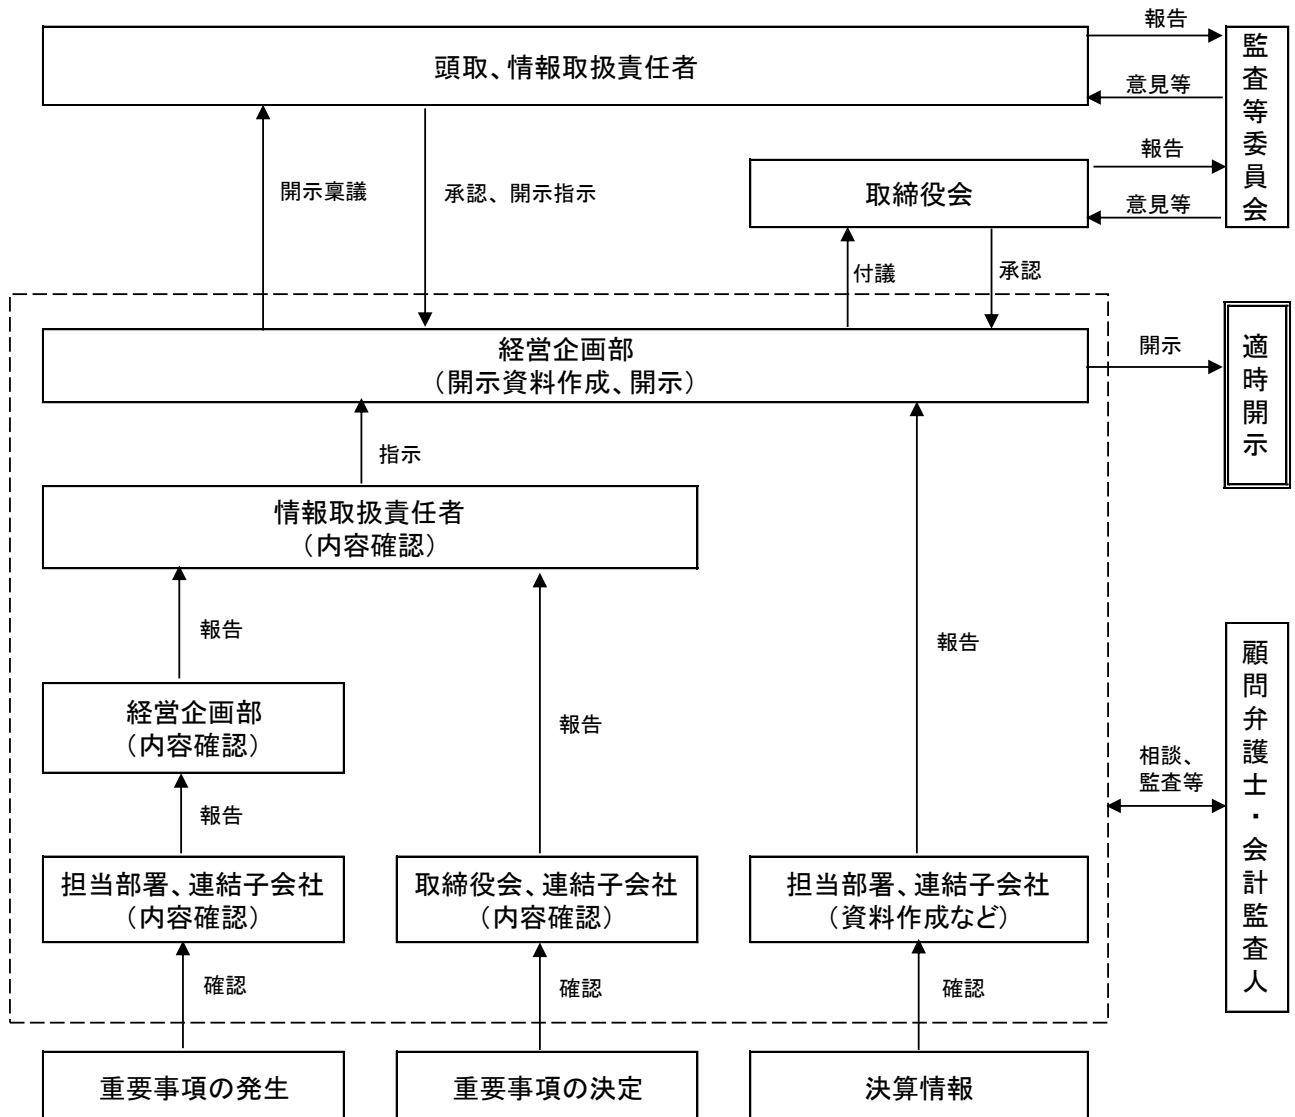 報告
頭取、情報取扱責任者
意見等
監査等委員会
報告
開示稟議
承認、開示指示
取締役会
意見等
付議
承認
経営企画部
（開示資料作成、開示）
開示
適時開示
指示
情報取扱責任者
（内容確認）
報告
報告
経営企画部
（内容確認）
報告
相談、
監査等
顧問弁護士・会計監査人
報告
担当部署、連結子会社
（内容確認）
取締役会、連結子会社
（内容確認）
担当部署、連結子会社
（資料作成など）
確認
確認
確認
重要事項の発生
重要事項の決定
決算情報